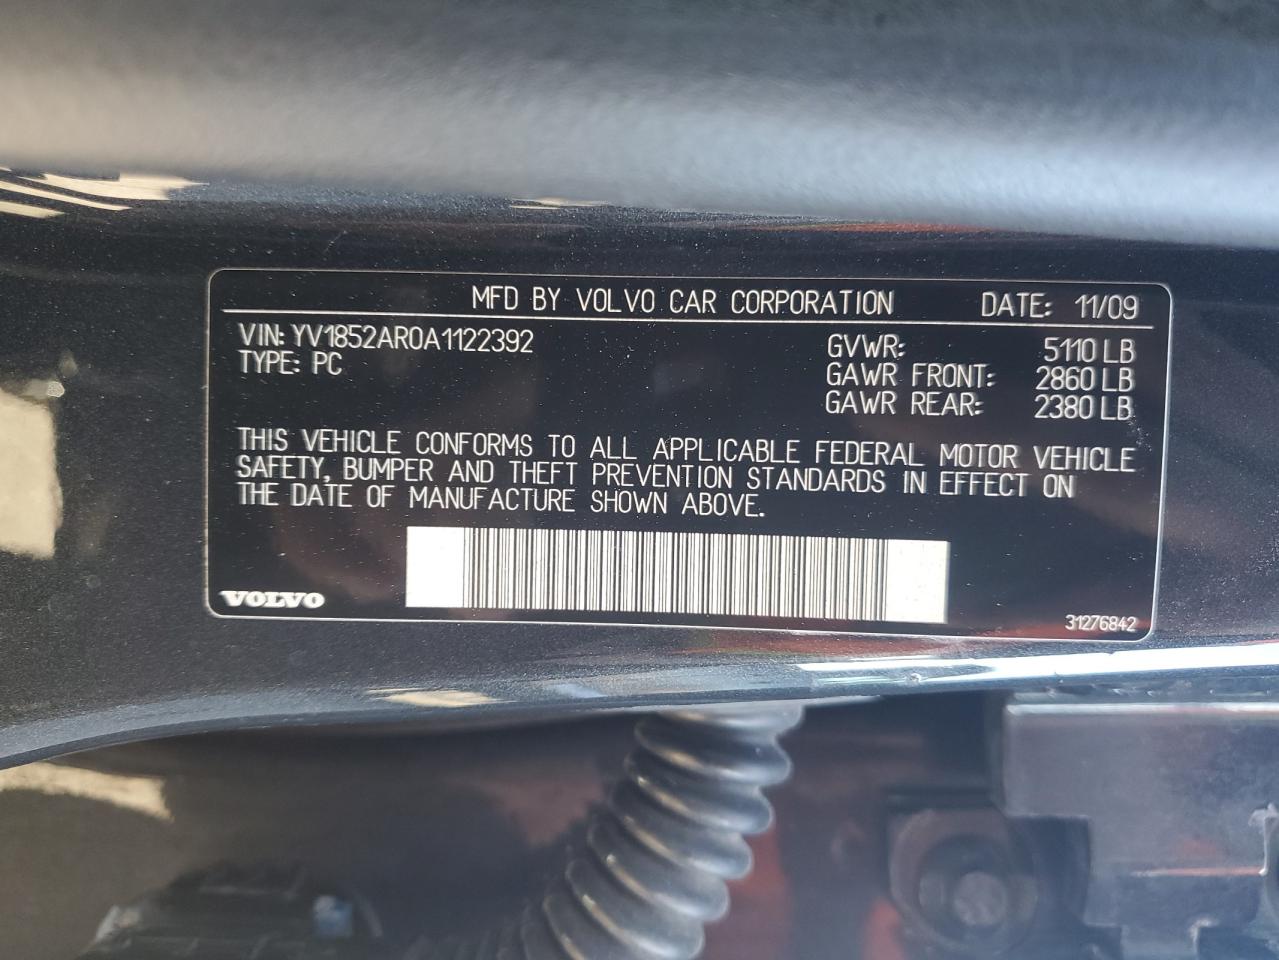 MFD BY VOLVO CAR CORPORATION DATE: 11/09
VIN: YV1852AR0A1122392
TYPE: PC
GVWR: 5110 LB
GAWR FRONT: 2860 LB
GAWR REAR: 2380 LB
THIS VEHICLE CONFORMS TO ALL APPLICABLE FEDERAL MOTOR VEHICLE
SAFETY, BUMPER AND THEFT PREVENTION STANDARDS IN EFFECT ON
THE DATE OF MANUFACTURE SHOWN ABOVE.
VOLVO
31276842